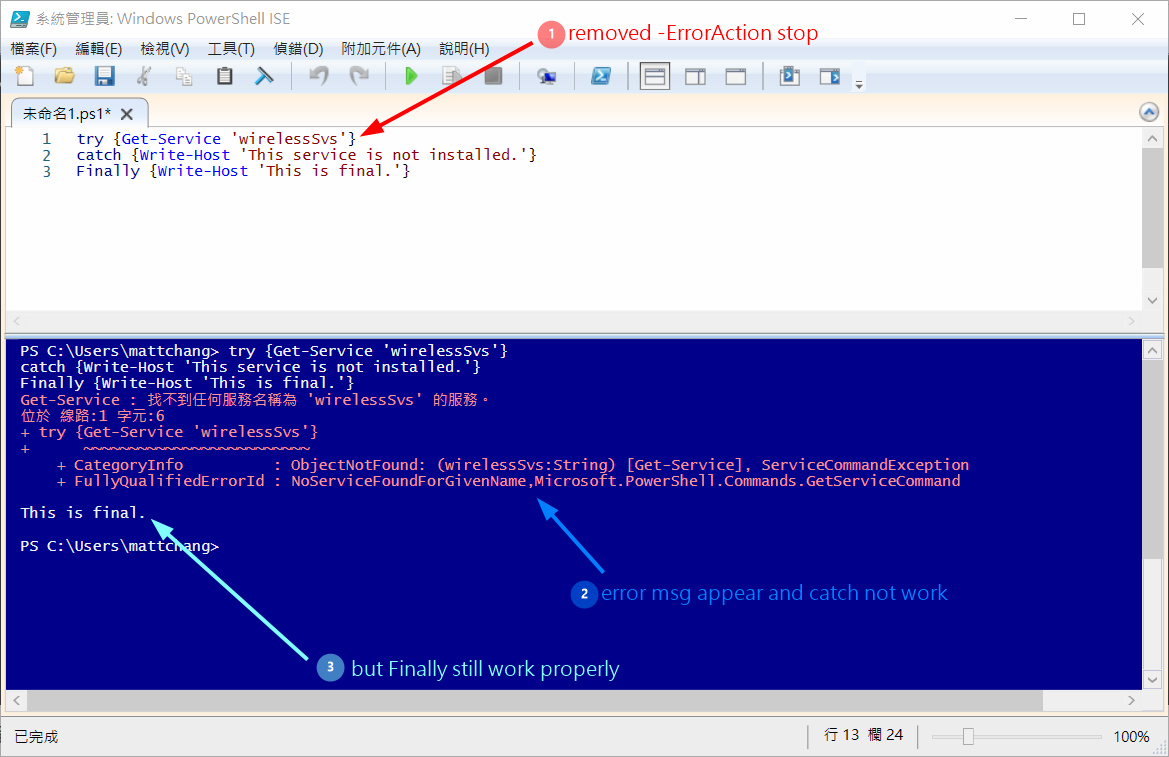 系統管理員: Windows PowerShell ISE
檔案(F) 編輯(E) 檢視(V) 工具(T) 偵錯(D) 附加元件(A) 說明(H)
1 removed -ErrorAction stop
未命名1.ps1*
1 try {Get-Service 'wirelessSvs'}
2 catch {Write-Host 'This service is not installed.'}
3 Finally {Write-Host 'This is final.'}
PS C:\Users\mattchang> try {Get-Service 'wirelessSvs'}
catch {Write-Host 'This service is not installed.'}
Finally {Write-Host 'This is final.'}
Get-Service : 找不到任何服務名稱為 'wirelessSvs' 的服務。
位於 線路:1 字元:6
+ try {Get-Service 'wirelessSvs'}
+      ~~~~~~~~~~~~~~~~~~~~~~~~~
    + CategoryInfo          : ObjectNotFound: (wirelessSvs:String) [Get-Service], ServiceCommandException
    + FullyQualifiedErrorId : NoServiceFoundForGivenName,Microsoft.PowerShell.Commands.GetServiceCommand
This is final.
PS C:\Users\mattchang>
2 error msg appear and catch not work
3 but Finally still work properly
已完成 行 13 欄 24 100%